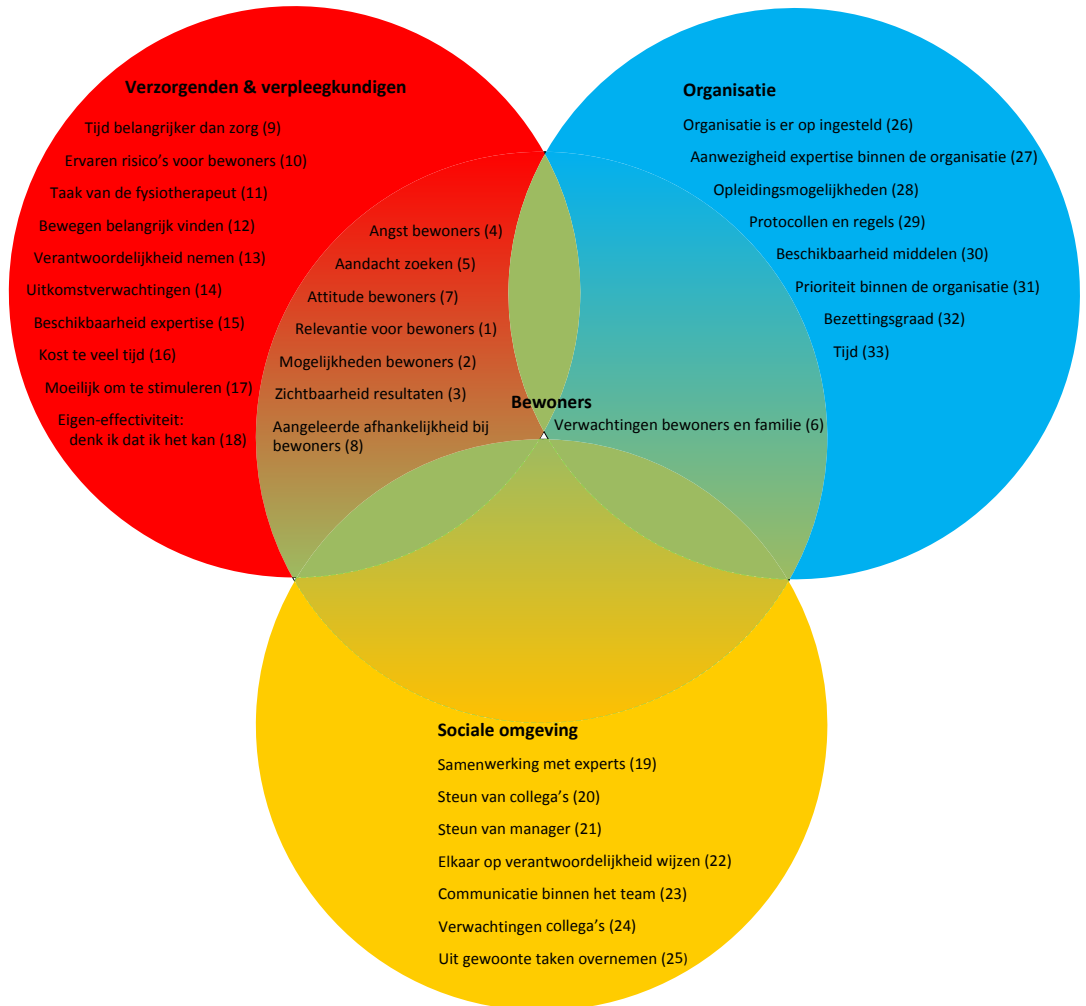 Verzorgenden & verpleegkundigen
Tijd belangrijker dan zorg (9)
Ervaren risico's voor bewoners (10)
Taak van de fysiotherapeut (11)
Bewegen belangrijk vinden (12)
Verantwoordelijkheid nemen (13)
Uitkomstverwachtingen (14)
Beschikbaarheid expertise (15)
Kost te veel tijd (16)
Moeilijk om te stimuleren (17)
Eigen-effectiviteit:
denk ik dat ik het kan (18)
Angst bewoners (4)
Aandacht zoeken (5)
Attitude bewoners (7)
Relevantie voor bewoners (1)
Mogelijkheden bewoners (2)
Zichtbaarheid resultaten (3)
Aangeleerde afhankelijkheid bij
bewoners (8)
Bewoners
Verwachtingen bewoners en familie (6)
Organisatie
Organisatie is er op ingesteld (26)
Aanwezigheid expertise binnen de organisatie (27)
Opleidingsmogelijkheden (28)
Protocollen en regels (29)
Beschikbaarheid middelen (30)
Prioriteit binnen de organisatie (31)
Bezettingsgraad (32)
Tijd (33)
Sociale omgeving
Samenwerking met experts (19)
Steun van collega's (20)
Steun van manager (21)
Elkaar op verantwoordelijkheid wijzen (22)
Communicatie binnen het team (23)
Verwachtingen collega's (24)
Uit gewoonte taken overnemen (25)